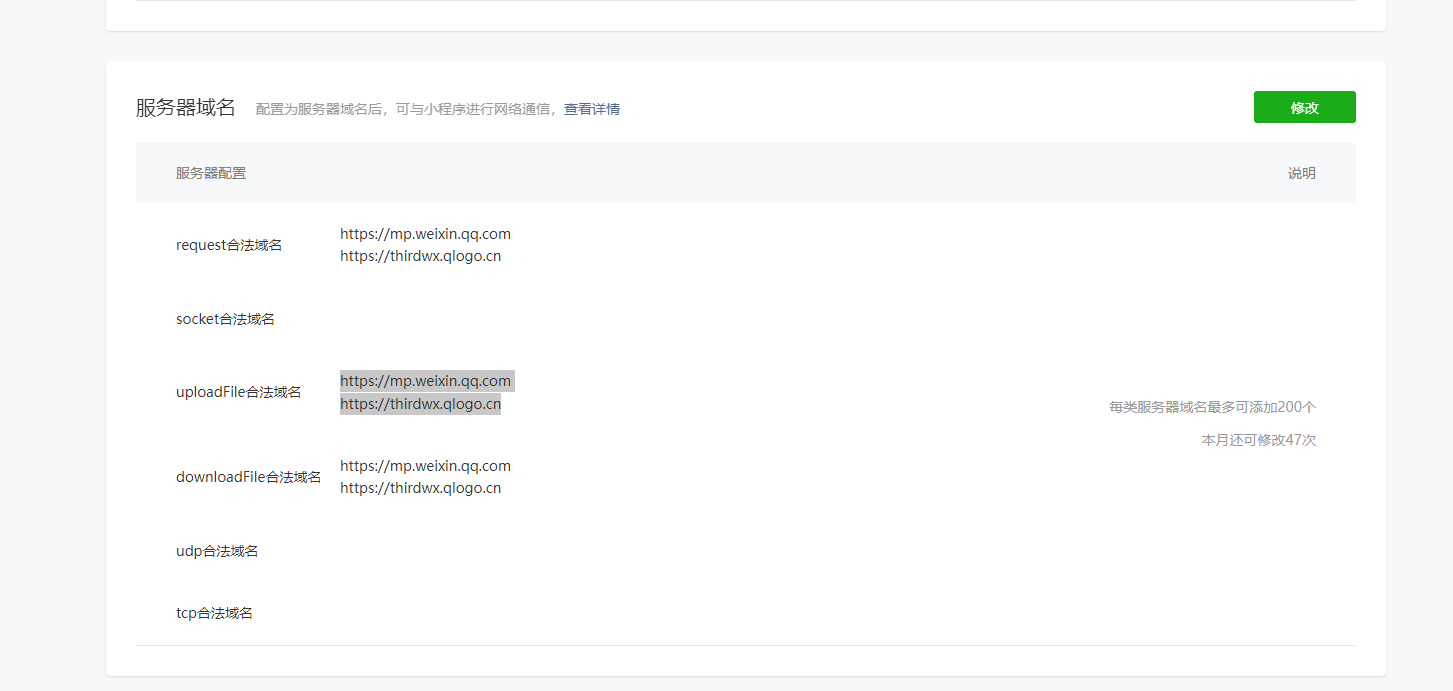 服务器域名 配置为服务器域名后，可与小程序进行网络通信，查看详情 修改
服务器配置 说明
request合法域名 https://mp.weixin.qq.com
https://thirdwx.qlogo.cn
socket合法域名
uploadFile合法域名 https://mp.weixin.qq.com
https://thirdwx.qlogo.cn
每类服务器域名最多可添加200个
本月还可修改47次
downloadFile合法域名 https://mp.weixin.qq.com
https://thirdwx.qlogo.cn
udp合法域名
tcp合法域名